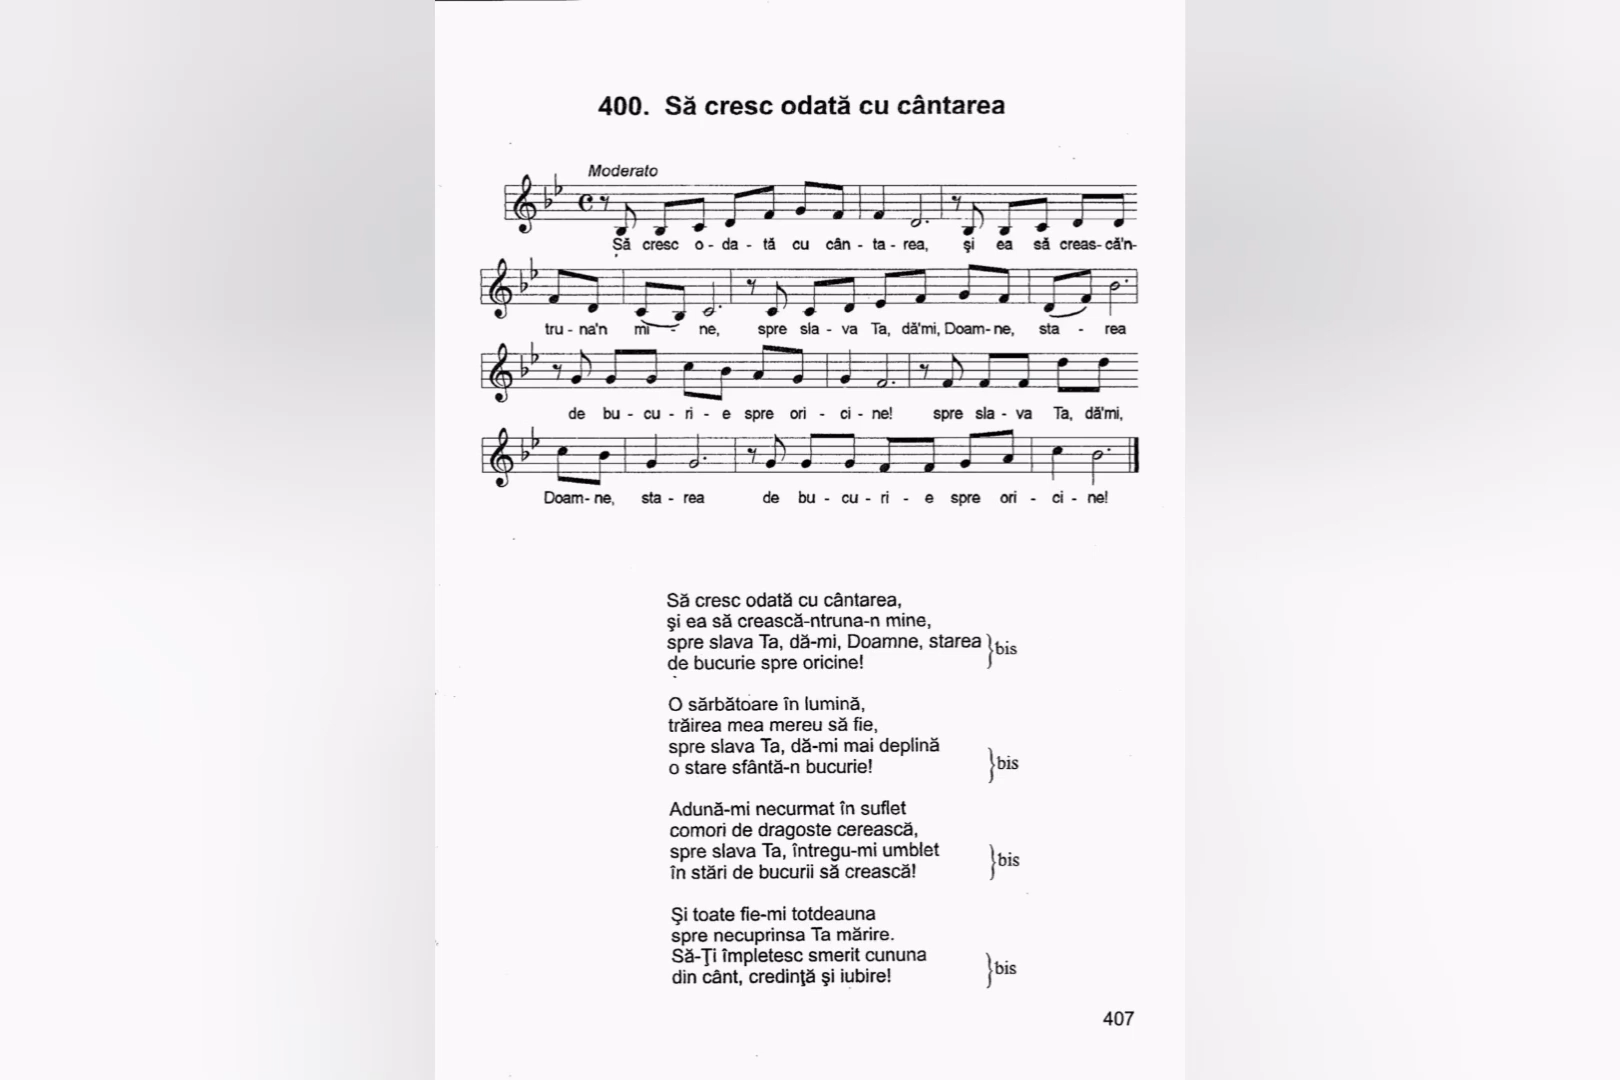 400. Să cresc odată cu cântarea
Moderato
Să cresc o - da - tă cu cân - ta - rea, şi ea să creas-că'n-
tru - na'n mi - ne, spre sla - va Ta, dă'mi, Doam- ne, sta - rea
de bu - cu - ri - e spre ori - ci - ne! spre sla - va Ta, dă'mi,
Doam- ne, sta - rea de bu - cu - ri - e spre ori - ci - ne!
Să cresc odată cu cântarea,
şi ea să crească-ntruna-n mine,
spre slava Ta, dă-mi, Doamne, starea
de bucurie spre oricine!
}bis
O sărbătoare în lumină,
trăirea mea mereu să fie,
spre slava Ta, dă-mi mai deplină
o stare sfântă-n bucurie!
}bis
Adună-mi necurmat în suflet
comori de dragoste cerească,
spre slava Ta, întregu-mi umblet
în stări de bucurii să crească!
}bis
Şi toate fie-mi totdeauna
spre necuprinsa Ta mărire.
Să-Ţi împletesc smerit cununa
din cânt, credinţă şi iubire!
}bis
407